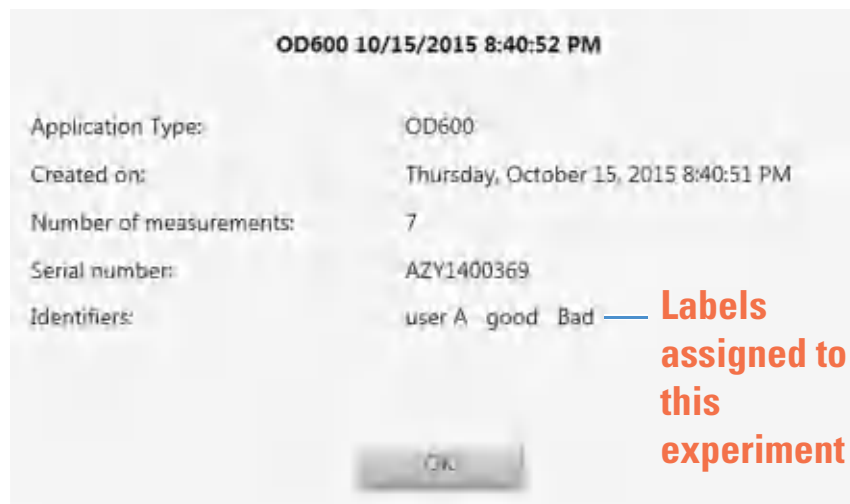 OD600 10/15/2015 8:40:52 PM
Application Type: OD600
Created on: Thursday, October 15, 2015 8:40:51 PM
Number of measurements: 7
Serial number: AZY1400369
Identifiers: user A good Bad
Labels
assigned to
this
experiment
OK